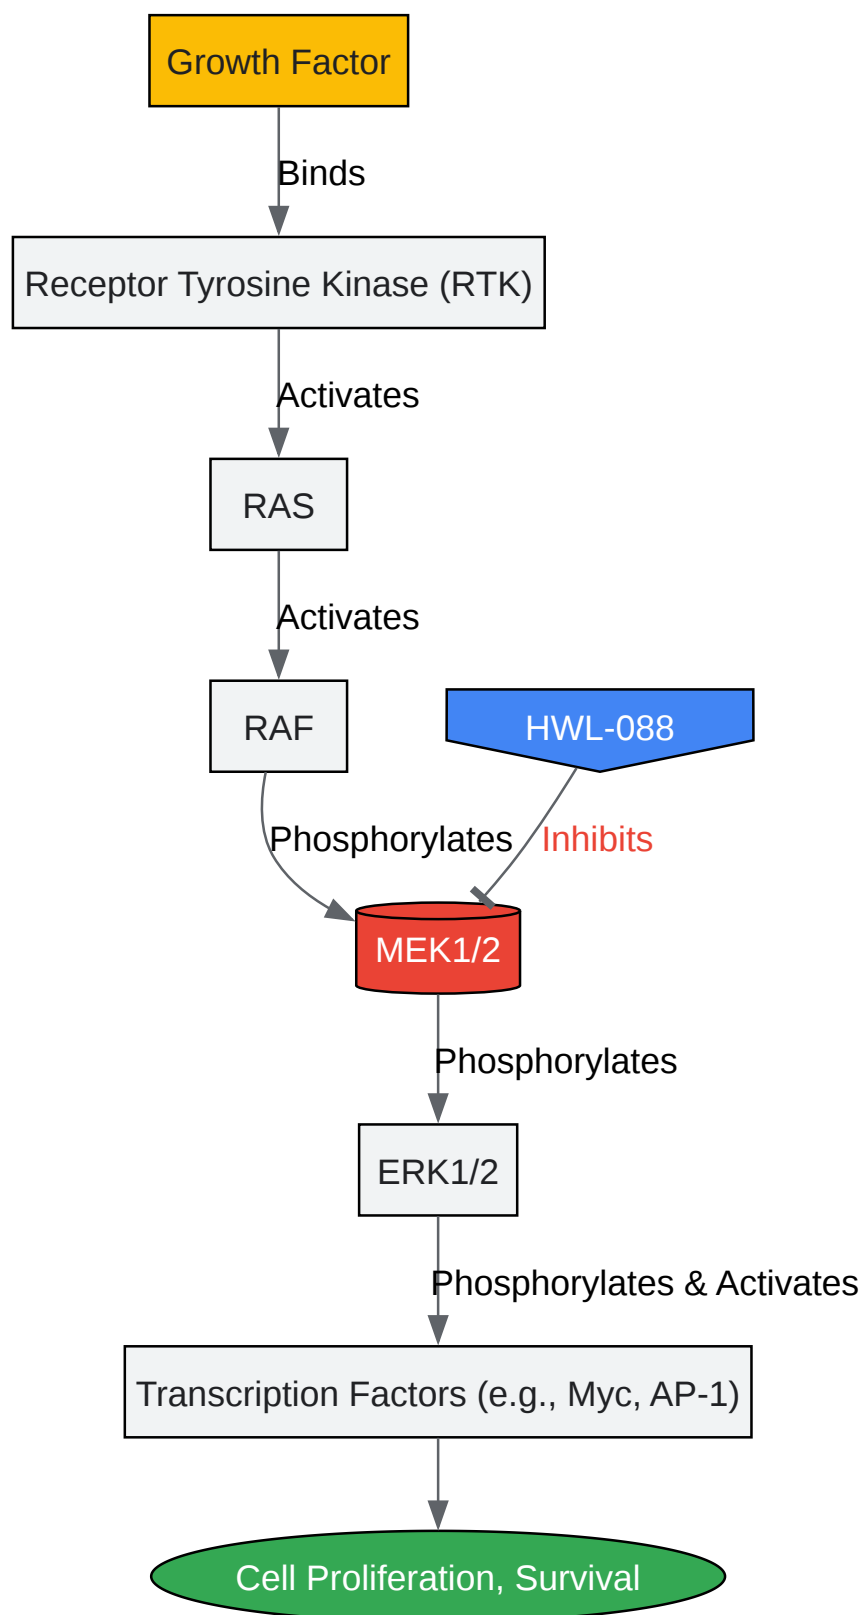 Growth Factor
Binds
Receptor Tyrosine Kinase (RTK)
Activates
RAS
Activates
RAF
HWL-088
Phosphorylates
Inhibits
MEK1/2
Phosphorylates
ERK1/2
Phosphorylates & Activates
Transcription Factors (e.g., Myc, AP-1)
Cell Proliferation, Survival